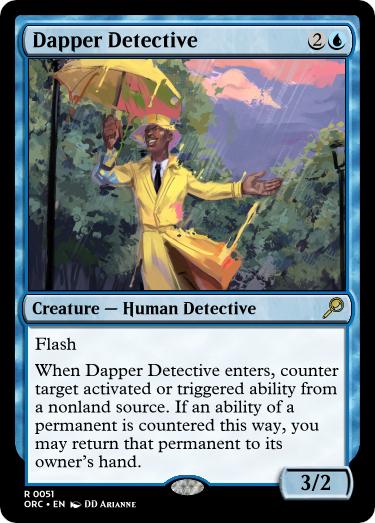 Dapper Detective 2
Creature — Human Detective
Flash
When Dapper Detective enters, counter
target activated or triggered ability from
a nonland source. If an ability of a
permanent is countered this way, you
may return that permanent to its
owner's hand.
3/2
R 0051
ORC • EN DD Arianne